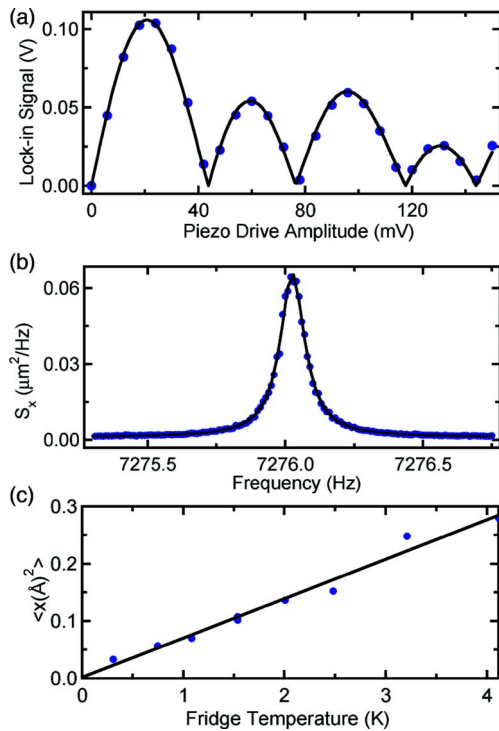 (a)
0.10
0.05
0.00
Lock-in Signal (V)
0 40 80 120
Piezo Drive Amplitude (mV)
(b)
0.06
0.03
0.00
Sₓ (μm²/Hz)
7275.5 7276.0 7276.5
Frequency (Hz)
(c)
0.3
0.2
0.1
0.0
<x(Å)²>
0 1 2 3 4
Fridge Temperature (K)